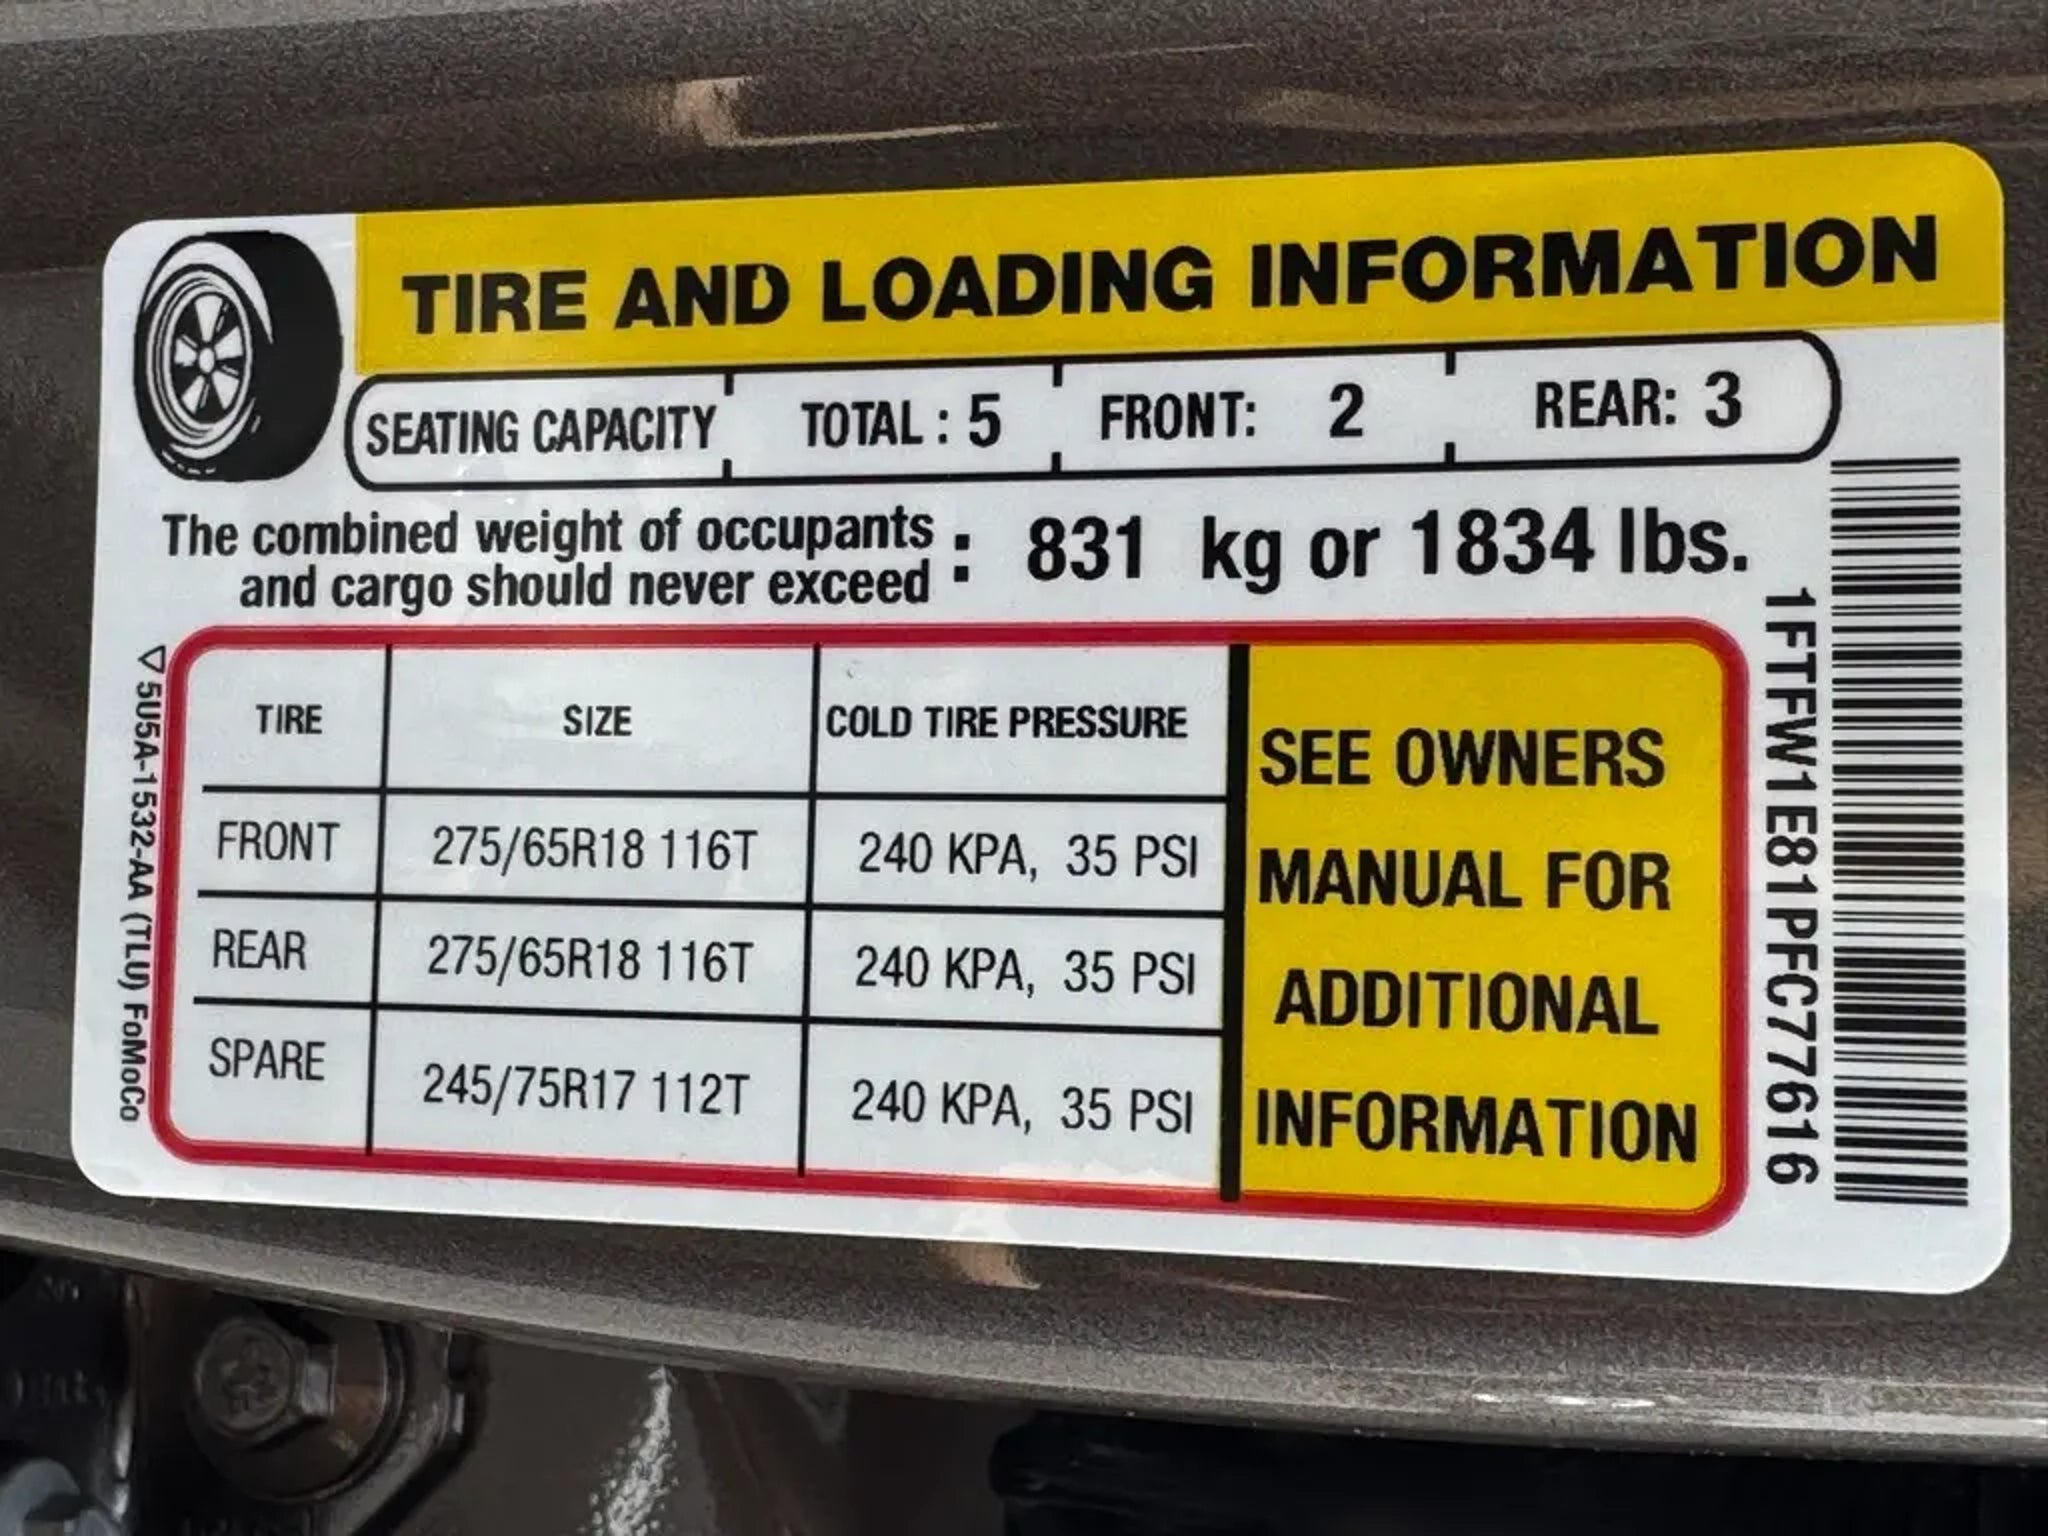 TIRE AND LOADING INFORMATION
SEATING CAPACITY TOTAL : 5 FRONT: 2 REAR: 3
The combined weight of occupants
and cargo should never exceed : 831 kg or 1834 lbs.
TIRE SIZE COLD TIRE PRESSURE
FRONT 275/65R18 116T 240 KPA, 35 PSI
REAR 275/65R18 116T 240 KPA, 35 PSI
SPARE 245/75R17 112T 240 KPA, 35 PSI
SEE OWNERS
MANUAL FOR
ADDITIONAL
INFORMATION
1FTFW1E81PFC77616
5U5A-1532-AA (TLU) FoMoCo